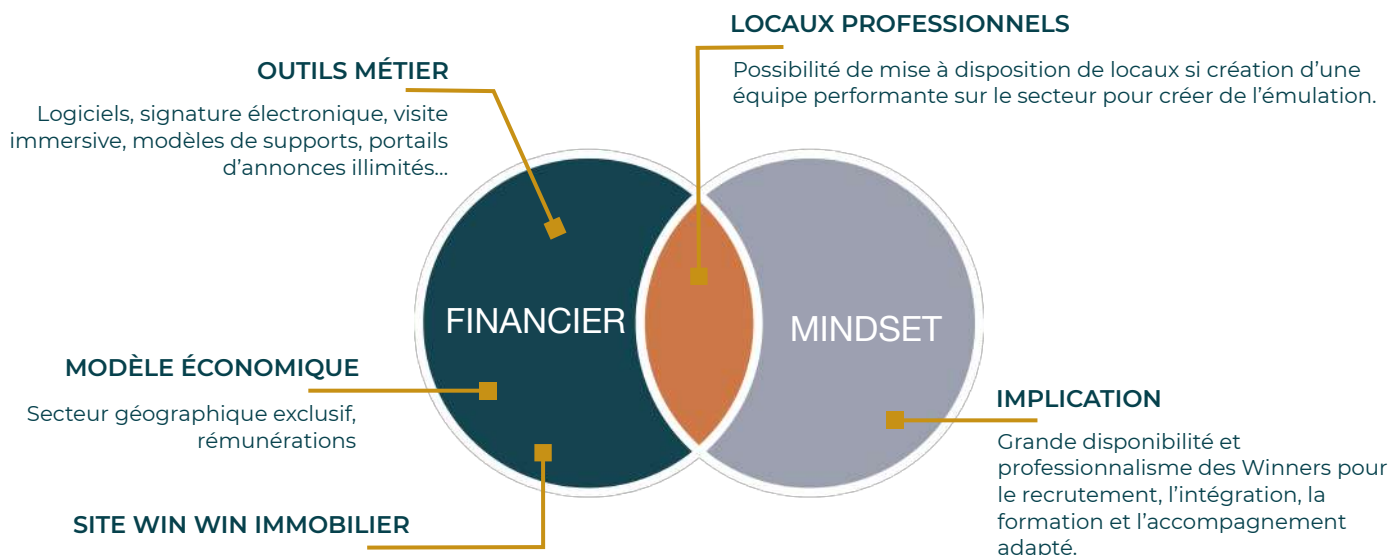 LOCAUX PROFESSIONNELS
Possibilité de mise à disposition de locaux si création d’une
équipe performante sur le secteur pour créer de l’émulation.
OUTILS MÉTIER
Logiciels, signature électronique, visite
immersive, modèles de supports, portails
d’annonces illimités...
FINANCIER
MINDSET
MODÈLE ÉCONOMIQUE
Secteur géographique exclusif,
rémunérations
IMPLICATION
Grande disponibilité et
professionnalisme des Winners pour
le recrutement, l’intégration, la
formation et l’accompagnement
adapté.
SITE WIN WIN IMMOBILIER